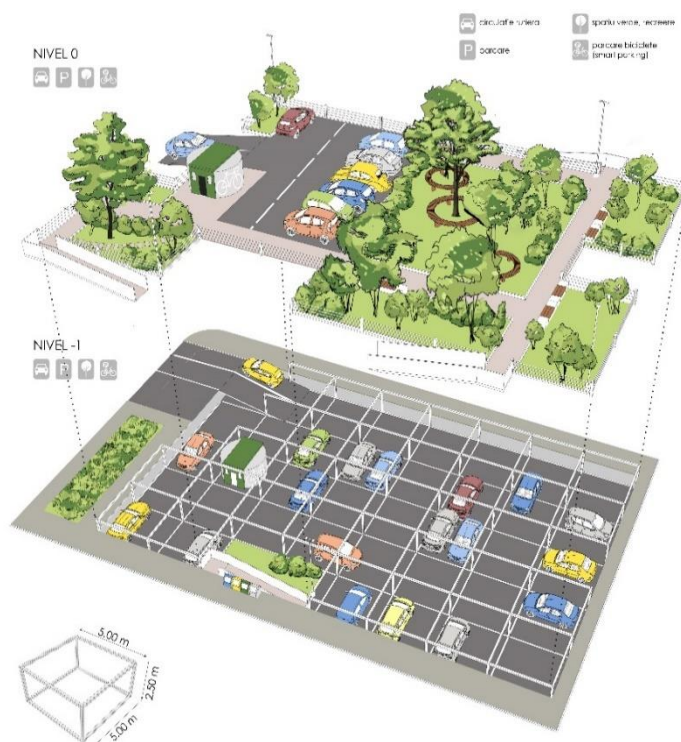 circulatie rutiera
spatiu verde, recreere
P parcare
parcare biciclete
(smart parking)
NIVEL 0
P
NIVEL -1
P
5.00 m
2.50 m
5.00 m